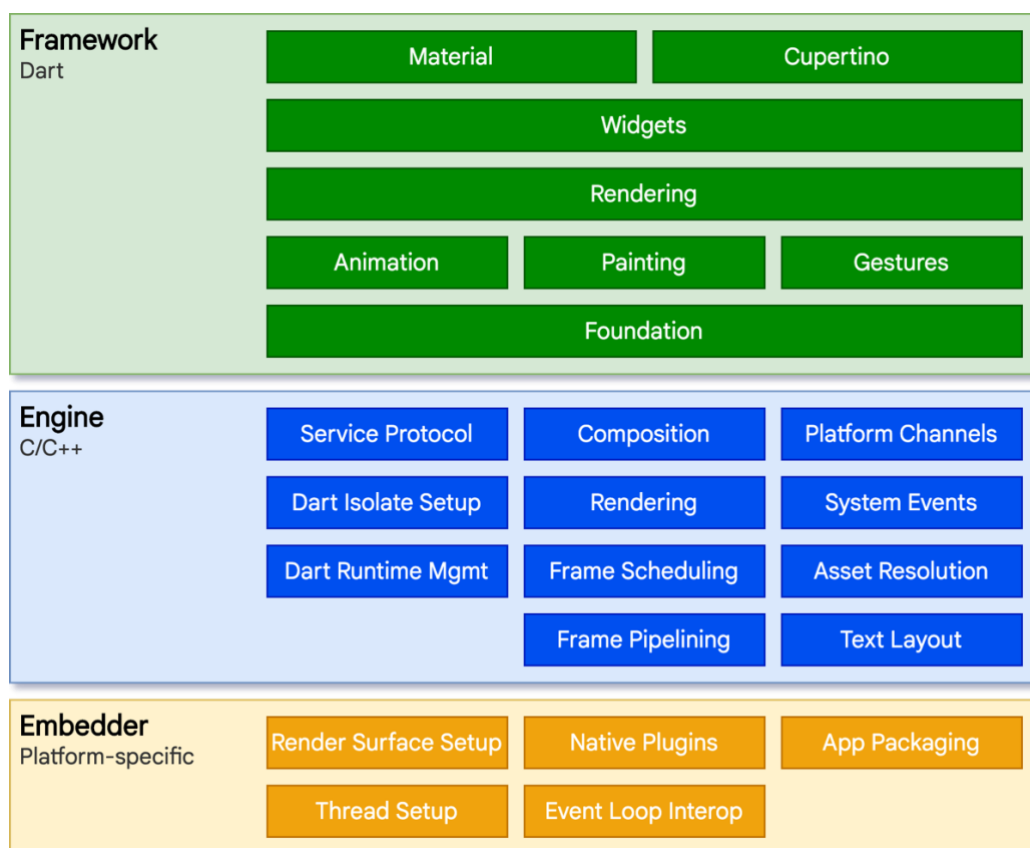 Framework
Dart
Material
Cupertino
Widgets
Rendering
Animation
Painting
Gestures
Foundation
Engine
C/C++
Service Protocol
Composition
Platform Channels
Dart Isolate Setup
Rendering
System Events
Dart Runtime Mgmt
Frame Scheduling
Asset Resolution
Frame Pipelining
Text Layout
Embedder
Platform-specific
Render Surface Setup
Native Plugins
App Packaging
Thread Setup
Event Loop Interop